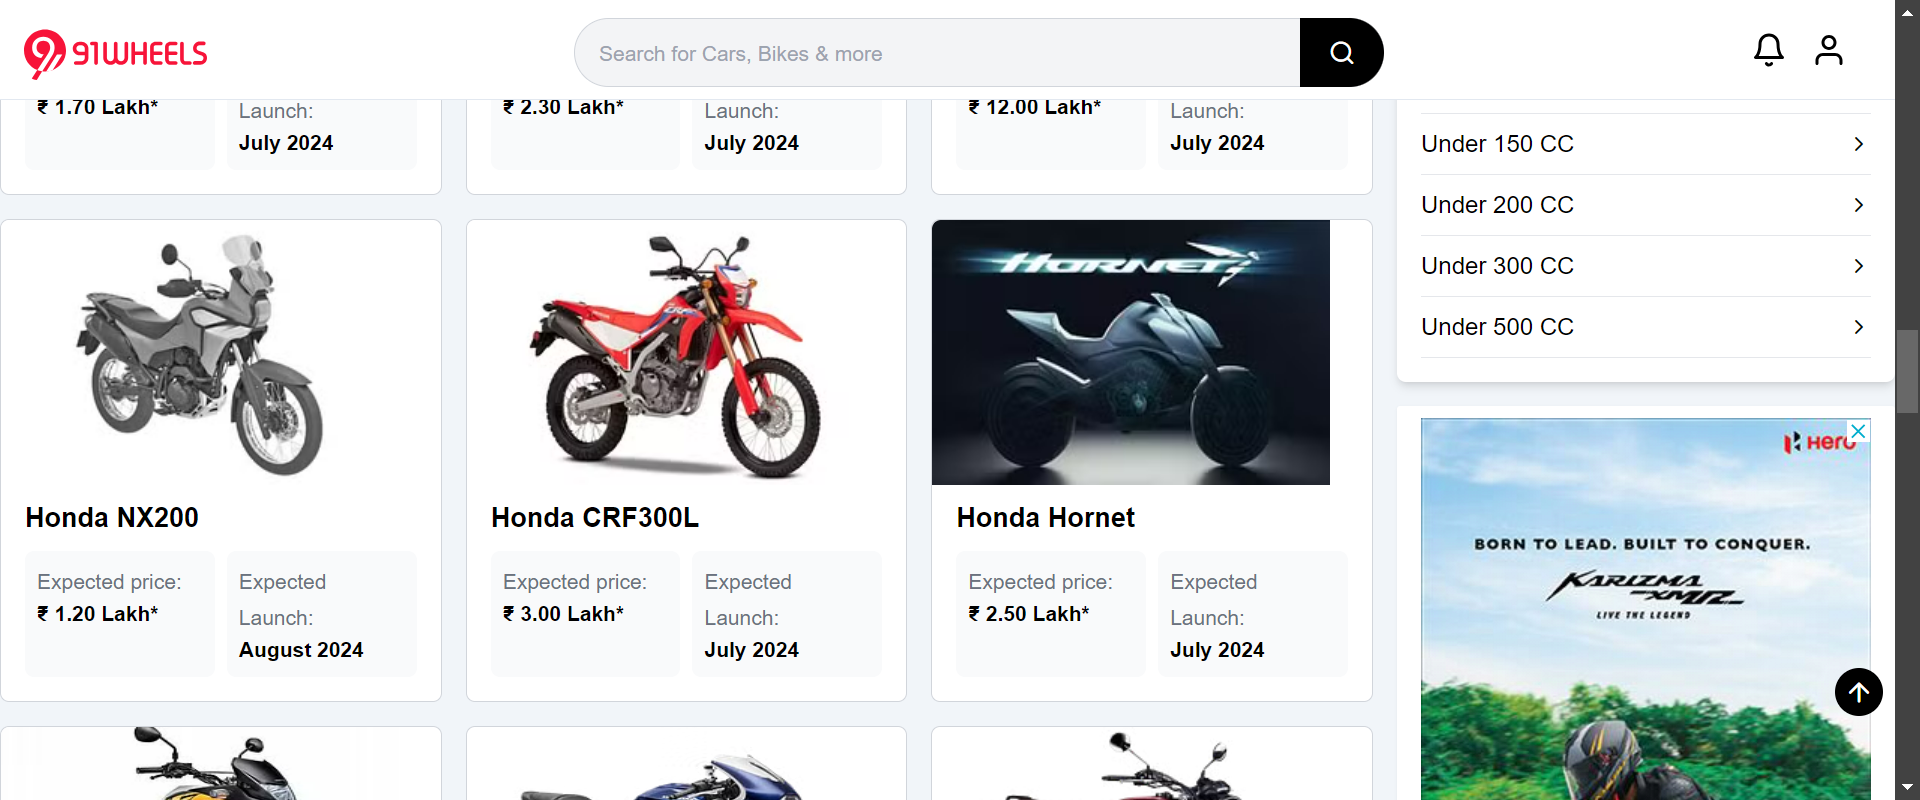 91WHEELS
Search for Cars, Bikes & more
₹ 1.70 Lakh*
Launch:
July 2024
₹ 2.30 Lakh*
Launch:
July 2024
₹ 12.00 Lakh*
Launch:
July 2024
Under 150 CC
Under 200 CC
Under 300 CC
Under 500 CC
HORNET
CRF
Honda NX200
Expected price:
₹ 1.20 Lakh*
Expected
Launch:
August 2024
Honda CRF300L
Expected price:
₹ 3.00 Lakh*
Expected
Launch:
July 2024
Honda Hornet
Expected price:
₹ 2.50 Lakh*
Expected
Launch:
July 2024
Hero
BORN TO LEAD. BUILT TO CONQUER.
KARIZMA
XMR
LIVE THE LEGEND